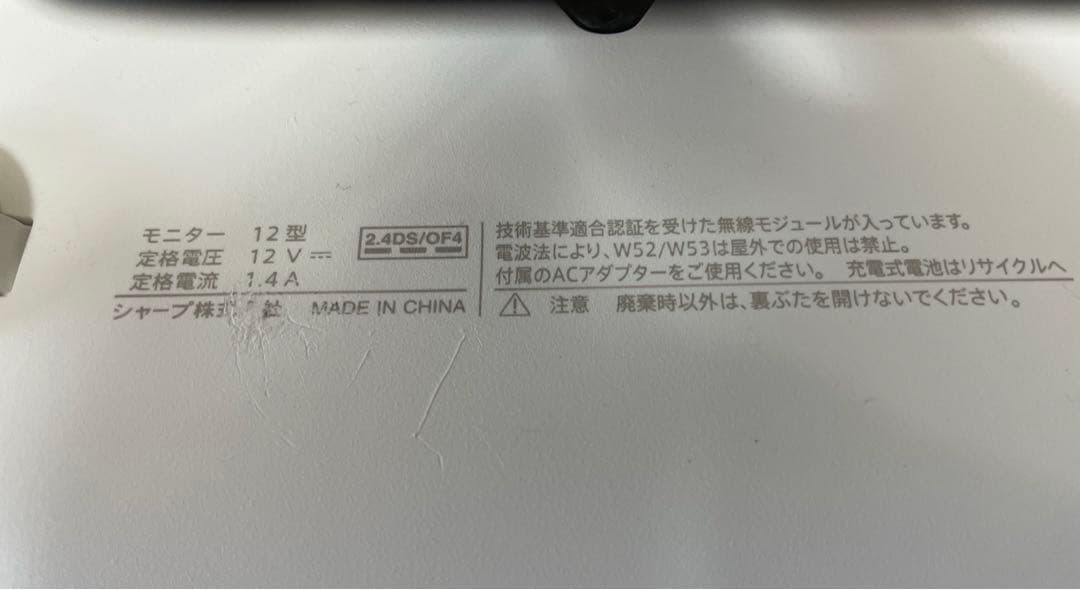 モニター 12型
定格電圧 12 V ⎓
定格電流 1.4 A
2.4DS/OF4
シャープ株 社 MADE IN CHINA
技術基準適合認証を受けた無線モジュールが入っています。
電波法により、W52/W53は屋外での使用は禁止。
付属のACアダプターをご使用ください。 充電式電池はリサイクルへ
⚠ 注意 廃棄時以外は、裏ぶたを開けないでください。